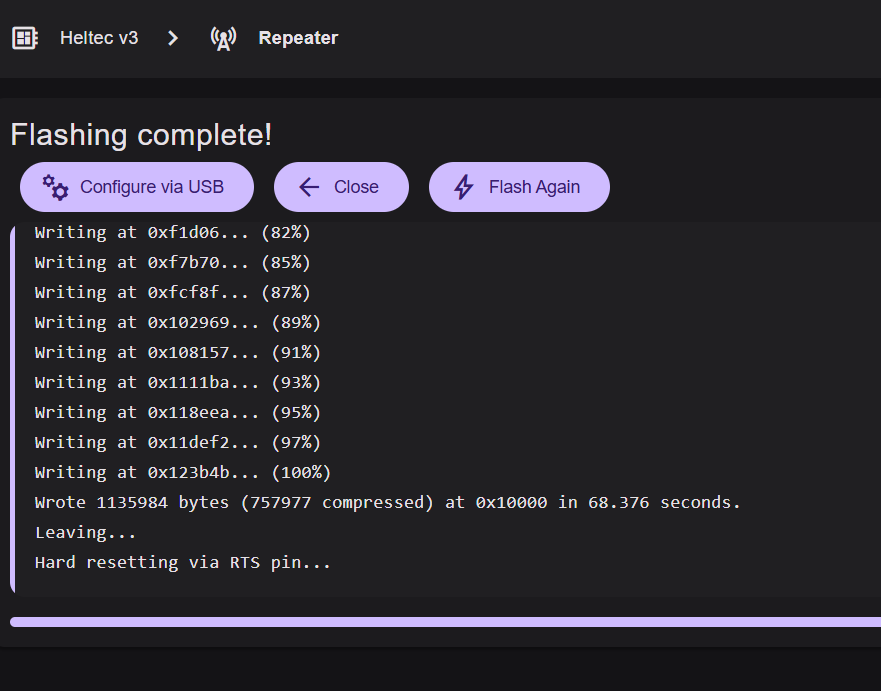 Heltec v3 Repeater
Flashing complete!
Configure via USB Close Flash Again
Writing at 0xf1d06... (82%)
Writing at 0xf7b70... (85%)
Writing at 0xfcf8f... (87%)
Writing at 0x102969... (89%)
Writing at 0x108157... (91%)
Writing at 0x1111ba... (93%)
Writing at 0x118eea... (95%)
Writing at 0x11def2... (97%)
Writing at 0x123b4b... (100%)
Wrote 1135984 bytes (757977 compressed) at 0x10000 in 68.376 seconds.
Leaving...
Hard resetting via RTS pin...